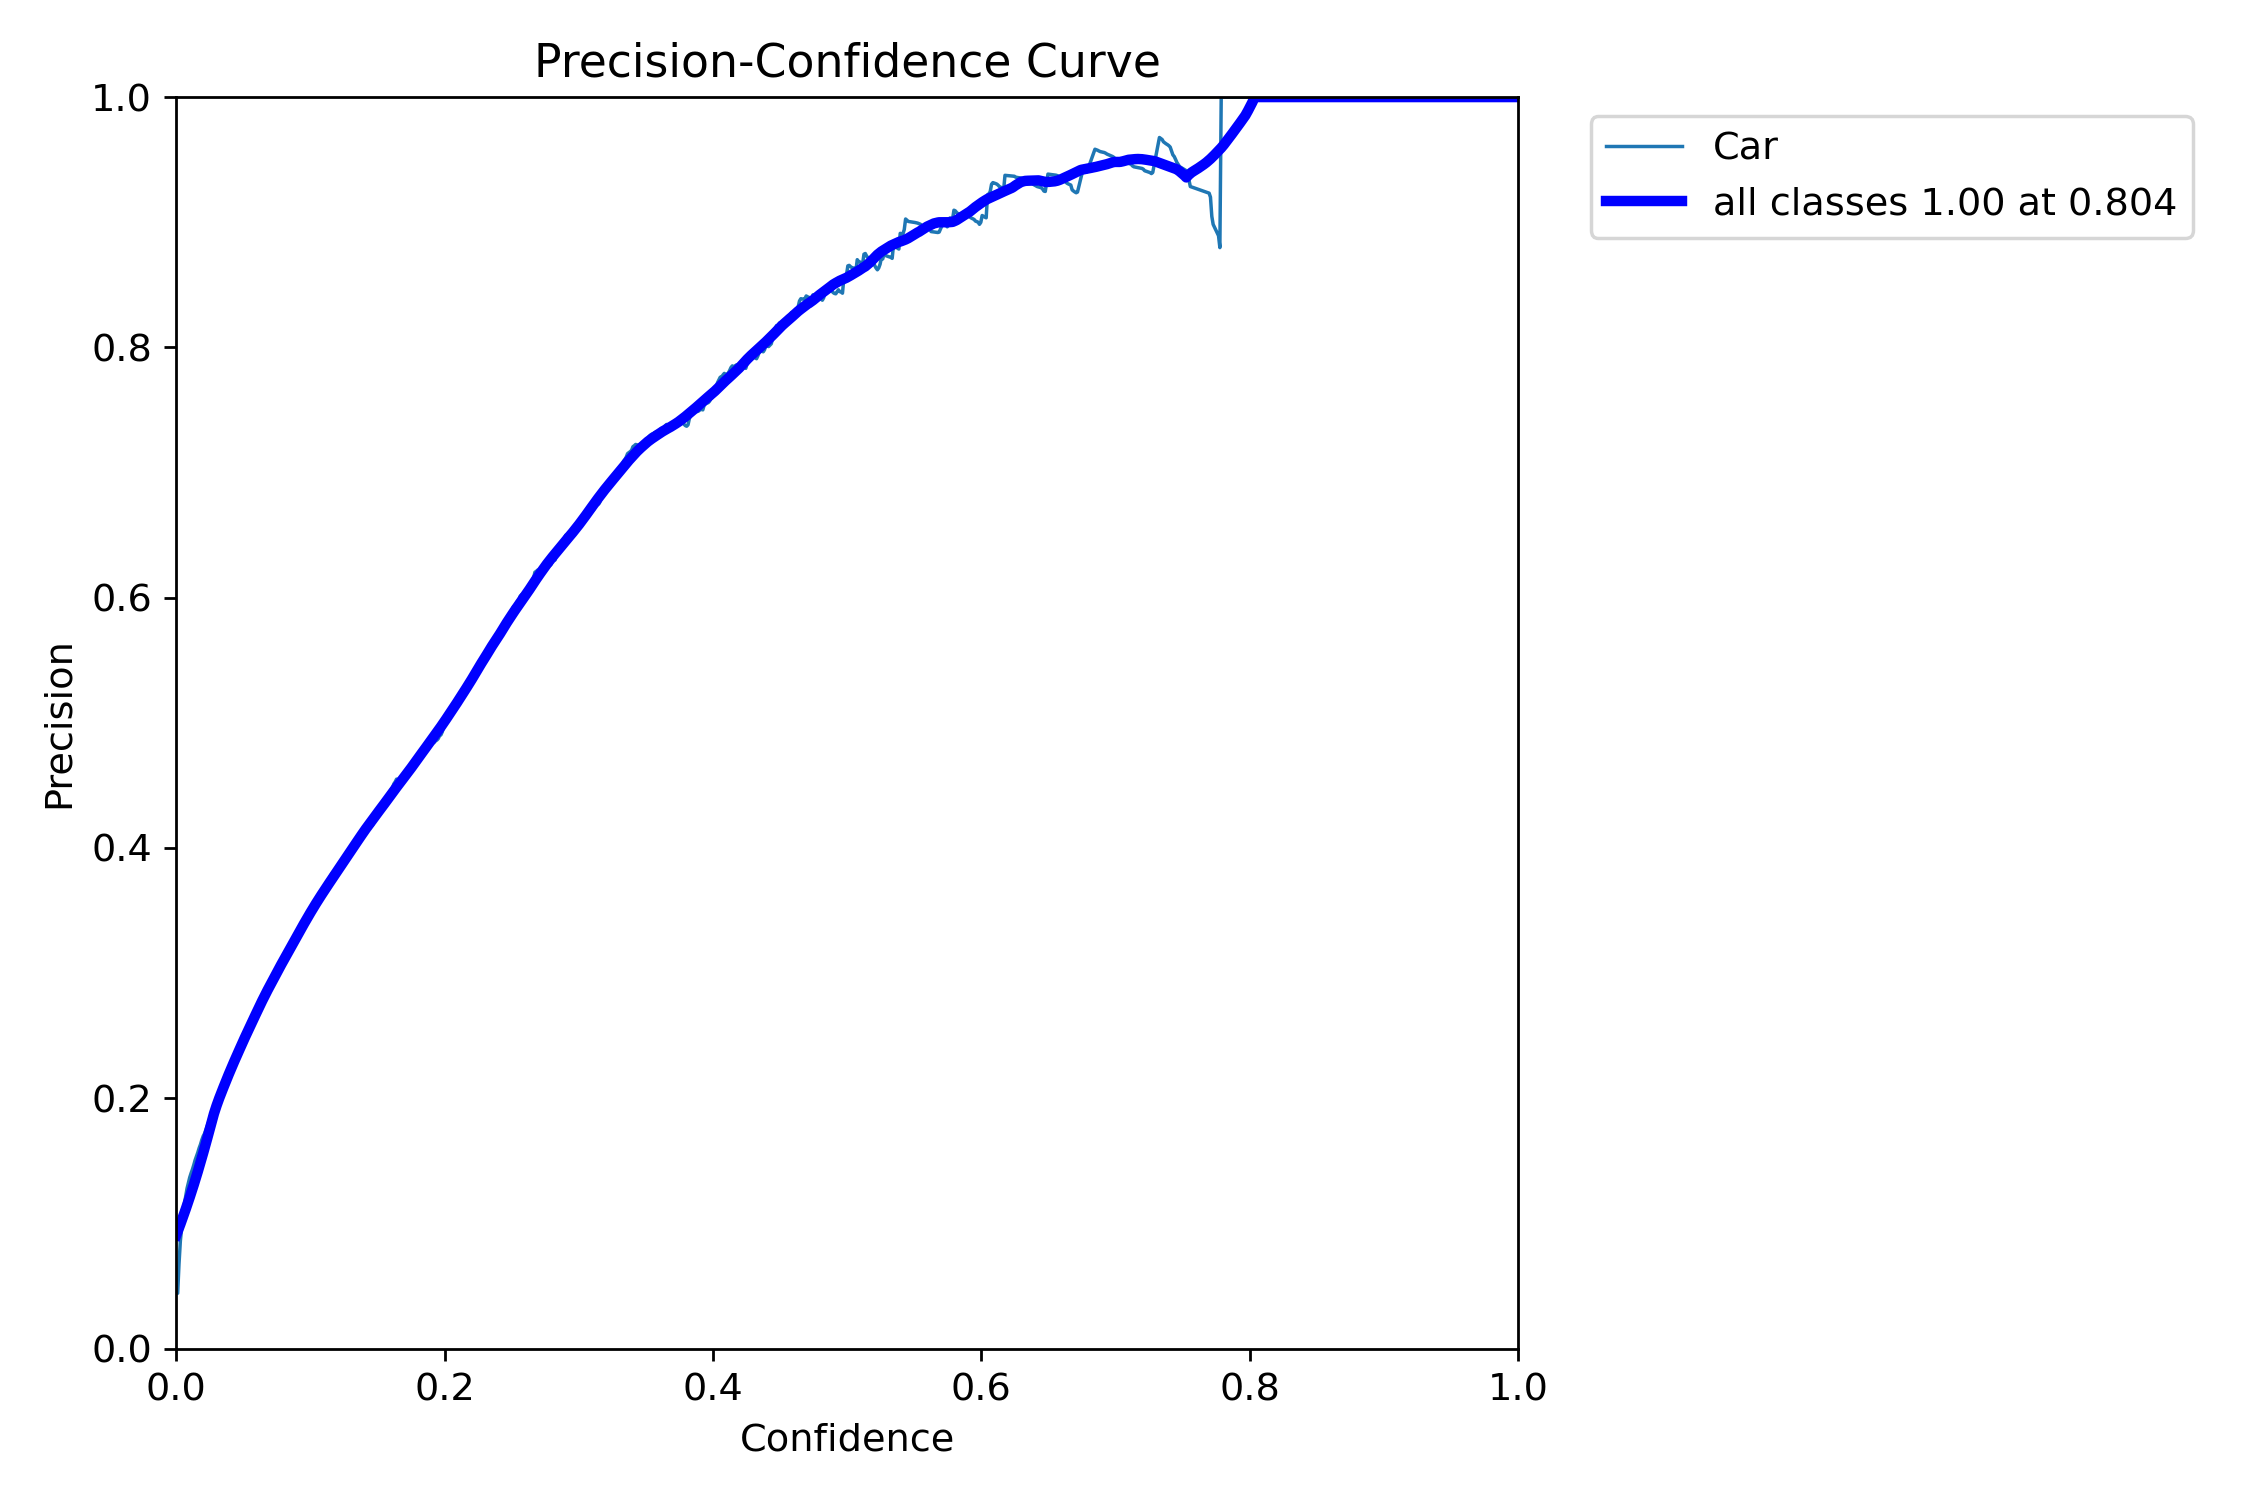 Precision-Confidence Curve
1.0
0.8
0.6
0.4
0.2
0.0
Precision
0.0 0.2 0.4 0.6 0.8 1.0
Confidence
Car
all classes 1.00 at 0.804